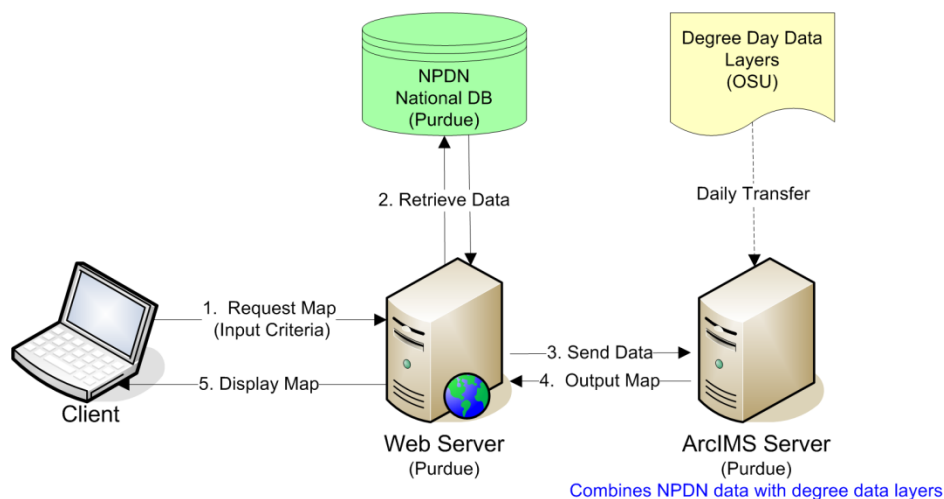 NPDN
National DB
(Purdue)
Degree Day Data
Layers
(OSU)
2. Retrieve Data
Daily Transfer
1. Request Map
(Input Criteria)
3. Send Data
4. Output Map
5. Display Map
Client
Web Server
(Purdue)
ArcIMS Server
(Purdue)
Combines NPDN data with degree data layers